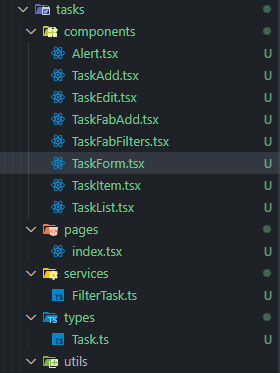 tasks
components
Alert.tsx U
TaskAdd.tsx U
TaskEdit.tsx U
TaskFabAdd.tsx U
TaskFabFilters.tsx U
TaskForm.tsx U
TaskItem.tsx U
TaskList.tsx U
pages
index.tsx U
services
TS FilterTask.ts U
types
TS Task.ts U
utils